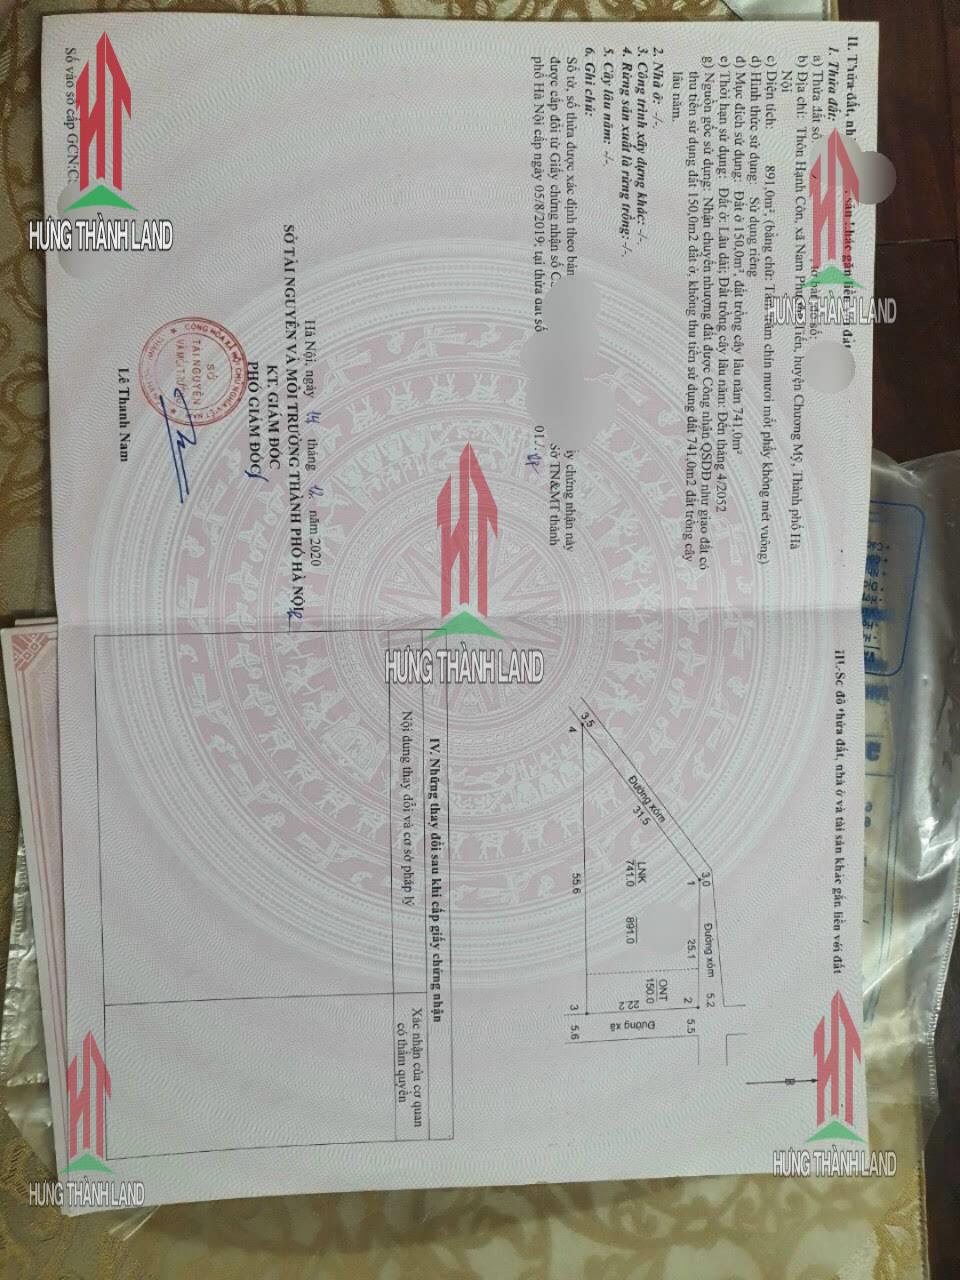 II. Thửa đất,
1. Thửa đất:
a) Thửa đất số:
b) Địa chỉ: Thôn Hạnh Côn, xã Nam Phương Tiến, huyện Chương Mỹ, Thành phố Hà
Nội
c) Diện tích: 891,0m², (bằng chữ: Tám trăm chín mươi mốt phẩy không mét vuông)
d) Hình thức sử dụng: Sử dụng riêng
đ) Mục đích sử dụng: Đất ở 150.0m², đất trồng cây lâu năm 741,0m²
e) Thời hạn sử dụng: Đất ở: Lâu dài; Đất trồng cây lâu năm: Đến tháng 4/2052
g) Nguồn gốc sử dụng: Nhận chuyển nhượng đất được Công nhận QSDĐ như giao đất có
thu tiền sử dụng đất 150,0m2 đất ở, không thu tiền sử dụng đất 741,0m2 đất trồng cây
lâu năm.
2. Nhà ở: -/-.
3. Công trình xây dựng khác: -/-.
4. Rừng sản xuất là rừng trồng: -/-.
5. Cây lâu năm: -/-.
6. Ghi chú:
Số tờ, số thửa được xác định theo bản
chứng nhận này
được cấp đổi từ Giấy chứng nhận số
Sở TN&MT thành
phố Hà Nội cấp ngày 05/8/2019; tại thửa đất số
Hà Nội, ngày 14 tháng 12 năm 2020
SỞ TÀI NGUYÊN VÀ MÔI TRƯỜNG THÀNH PHỐ HÀ NỘI
KT. GIÁM ĐỐC
PHÓ GIÁM ĐỐC
SỞ
TÀI NGUYÊN
VÀ MÔI TRƯỜNG
Lê Thanh Nam
Số vào sổ cấp GCN:
III. Sơ đồ thửa đất, nhà ở và tài sản khác gắn liền với đất
B
Đường xóm
5.2
3.0
1
25.1
2
5.5
Đường xóm
31.5
ONT
150.0
22.2
Đường xã
LNK
741.0
891.0
3.5
4
55.6
3
5.6
IV. Những thay đổi sau khi cấp giấy chứng nhận
Nội dung thay đổi và cơ sở pháp lý
Xác nhận của cơ quan
có thẩm quyền
HƯNG THÀNH LAND
HƯNG THÀNH LAND
HƯNG THÀNH LAND
HƯNG THÀNH LAND
HƯNG THÀNH LAND